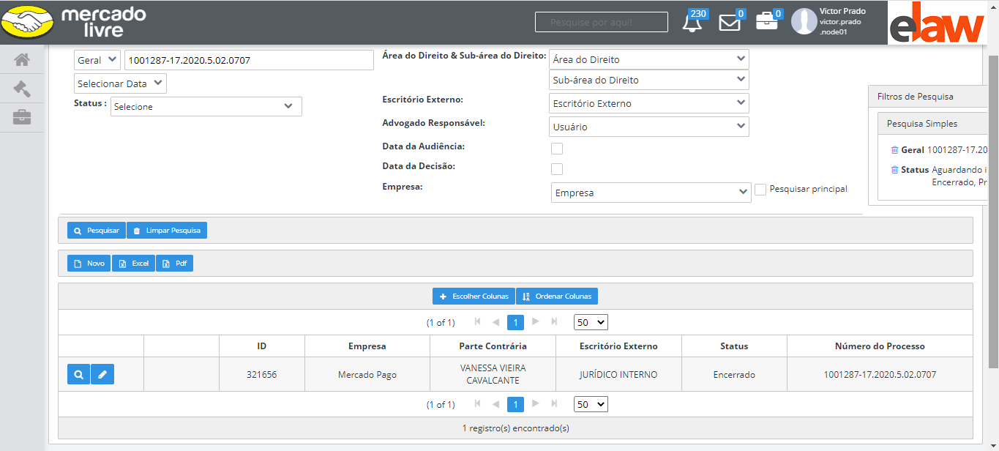 mercado
livre
Pesquise por aqui!
230
0
0
Victor Prado
victor.prado
.node01
elaw
Geral
1001287-17.2020.5.02.0707
Selecionar Data
Status :
Selecione
Área do Direito & Sub-área do Direito:
Área do Direito
Sub-área do Direito
Escritório Externo:
Escritório Externo
Advogado Responsável:
Usuário
Data da Audiência:
Data da Decisão:
Empresa:
Empresa
Pesquisar principal
Filtros de Pesquisa
Pesquisa Simples
Geral 1001287-17.20
Status Aguardando i
Encerrado, Pr
Pesquisar
Limpar Pesquisa
Novo
Excel
Pdf
Escolher Colunas
Ordenar Colunas
(1 of 1)
1
50
ID
Empresa
Parte Contrária
Escritório Externo
Status
Número do Processo
321656
Mercado Pago
VANESSA VIEIRA
CAVALCANTE
JURÍDICO INTERNO
Encerrado
1001287-17.2020.5.02.0707
(1 of 1)
1
50
1 registro(s) encontrado(s)